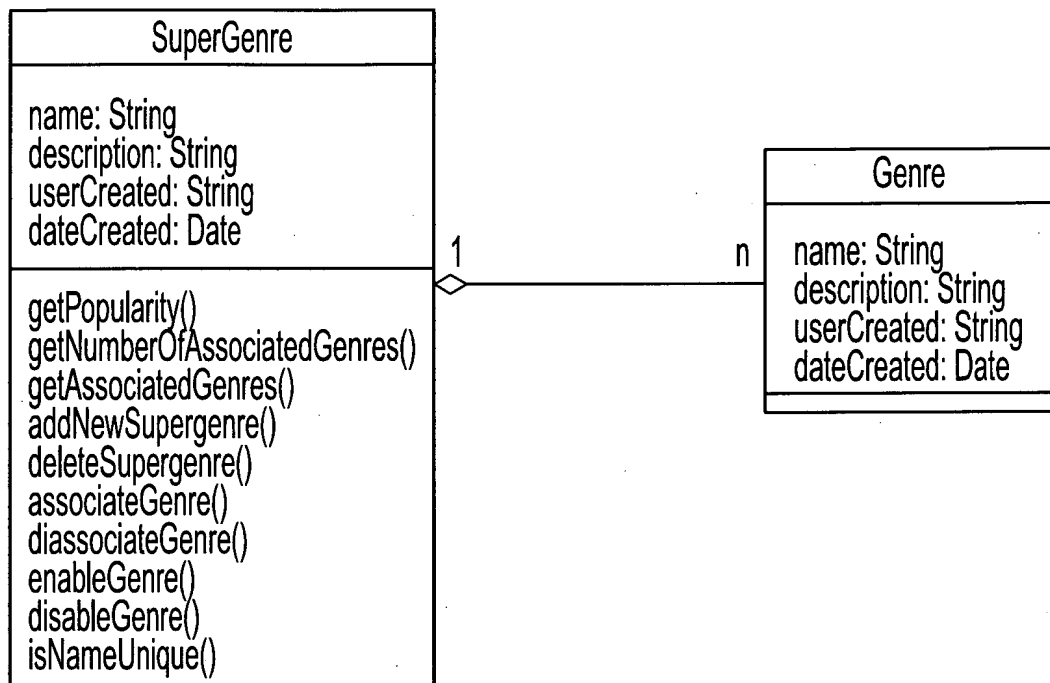 SuperGenre
name: String
description: String
userCreated: String
dateCreated: Date
getPopularity()
getNumberOfAssociatedGenres()
getAssociatedGenres()
addNewSupergenre()
deleteSupergenre()
associateGenre()
diassociateGenre()
enableGenre()
disableGenre()
isNameUnique()
1
n
Genre
name: String
description: String
userCreated: String
dateCreated: Date